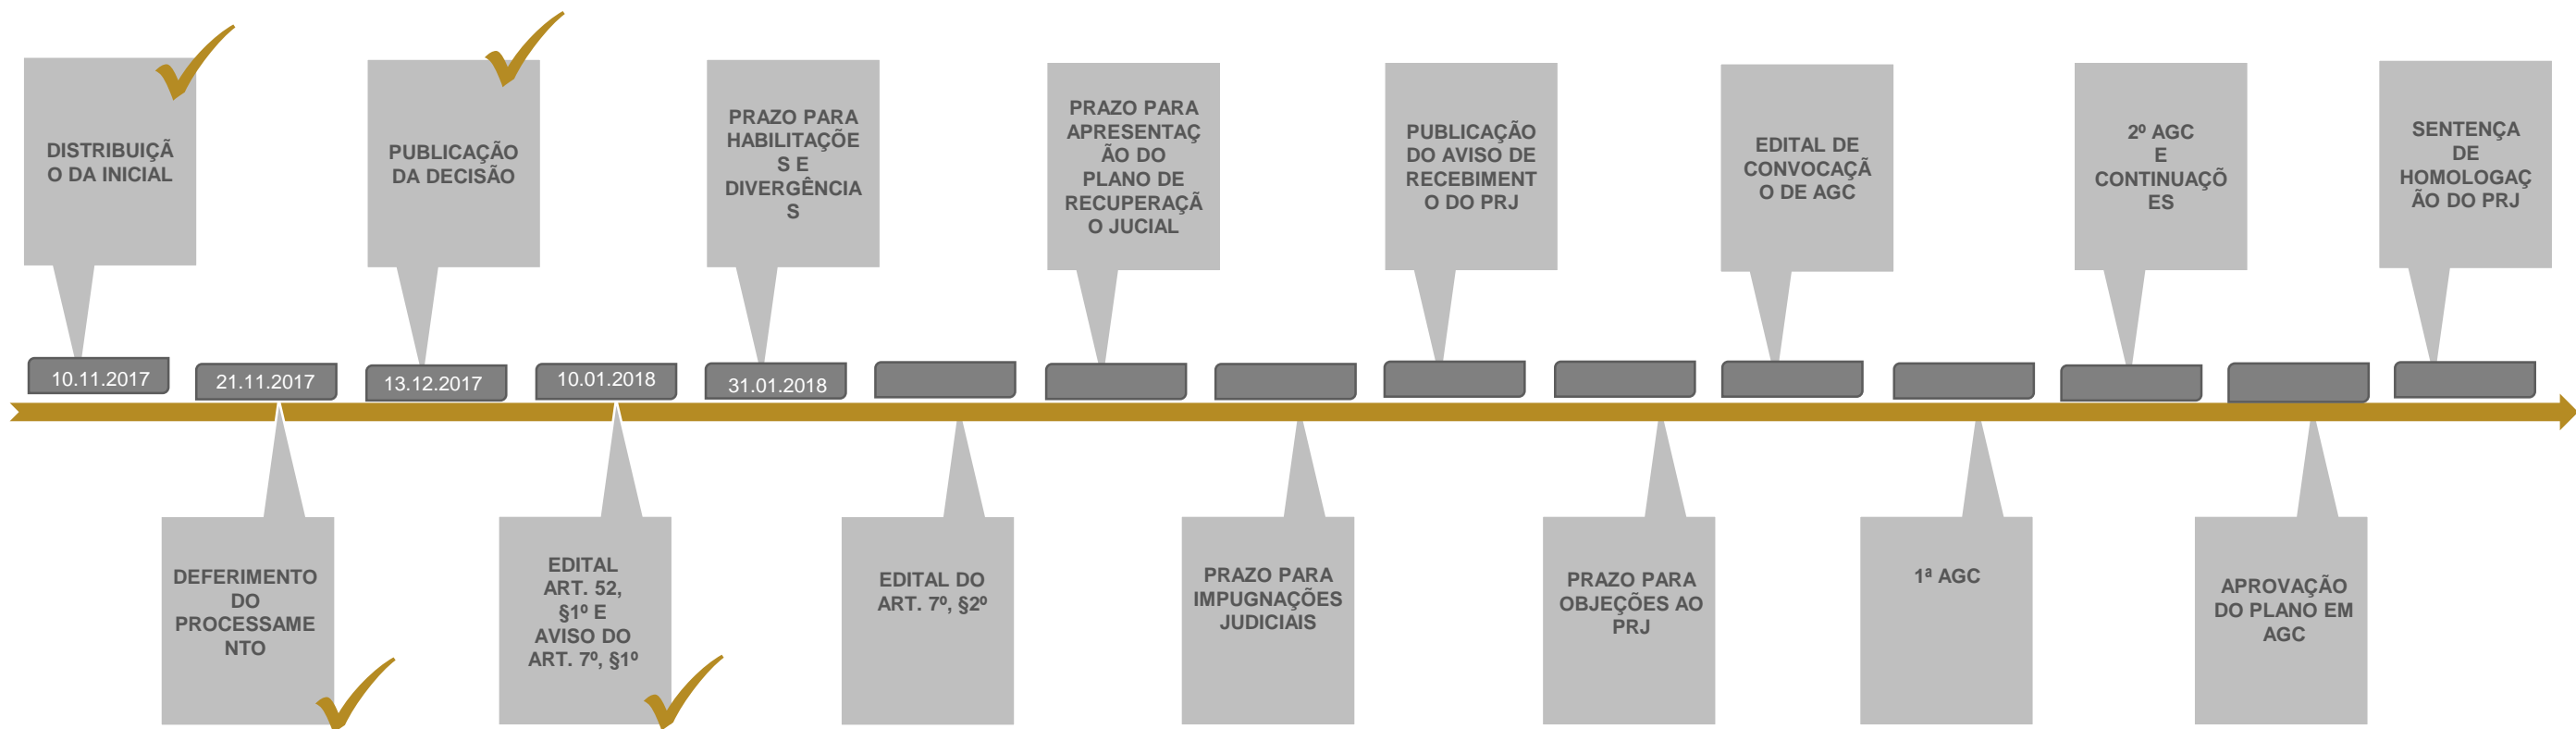 DISTRIBUIÇÃ
O DA INICIAL
PUBLICAÇÃO
DA DECISÃO
PRAZO PARA
HABILITAÇÕE
S E
DIVERGÊNCIA
S
PRAZO PARA
APRESENTAÇ
ÃO DO
PLANO DE
RECUPERAÇÃ
O JUCIAL
PUBLICAÇÃO
DO AVISO DE
RECEBIMENT
O DO PRJ
EDITAL DE
CONVOCAÇÃ
O DE AGC
2º AGC
E
CONTINUAÇÕ
ES
SENTENÇA
DE
HOMOLOGAÇ
ÃO DO PRJ
10.11.2017
21.11.2017
13.12.2017
10.01.2018
31.01.2018
DEFERIMENTO
DO
PROCESSAME
NTO
EDITAL
ART. 52,
§1º E
AVISO DO
ART. 7º, §1º
EDITAL DO
ART. 7º, §2º
PRAZO PARA
IMPUGNAÇÕES
JUDICIAIS
PRAZO PARA
OBJEÇÕES AO
PRJ
1ª AGC
APROVAÇÃO
DO PLANO EM
AGC